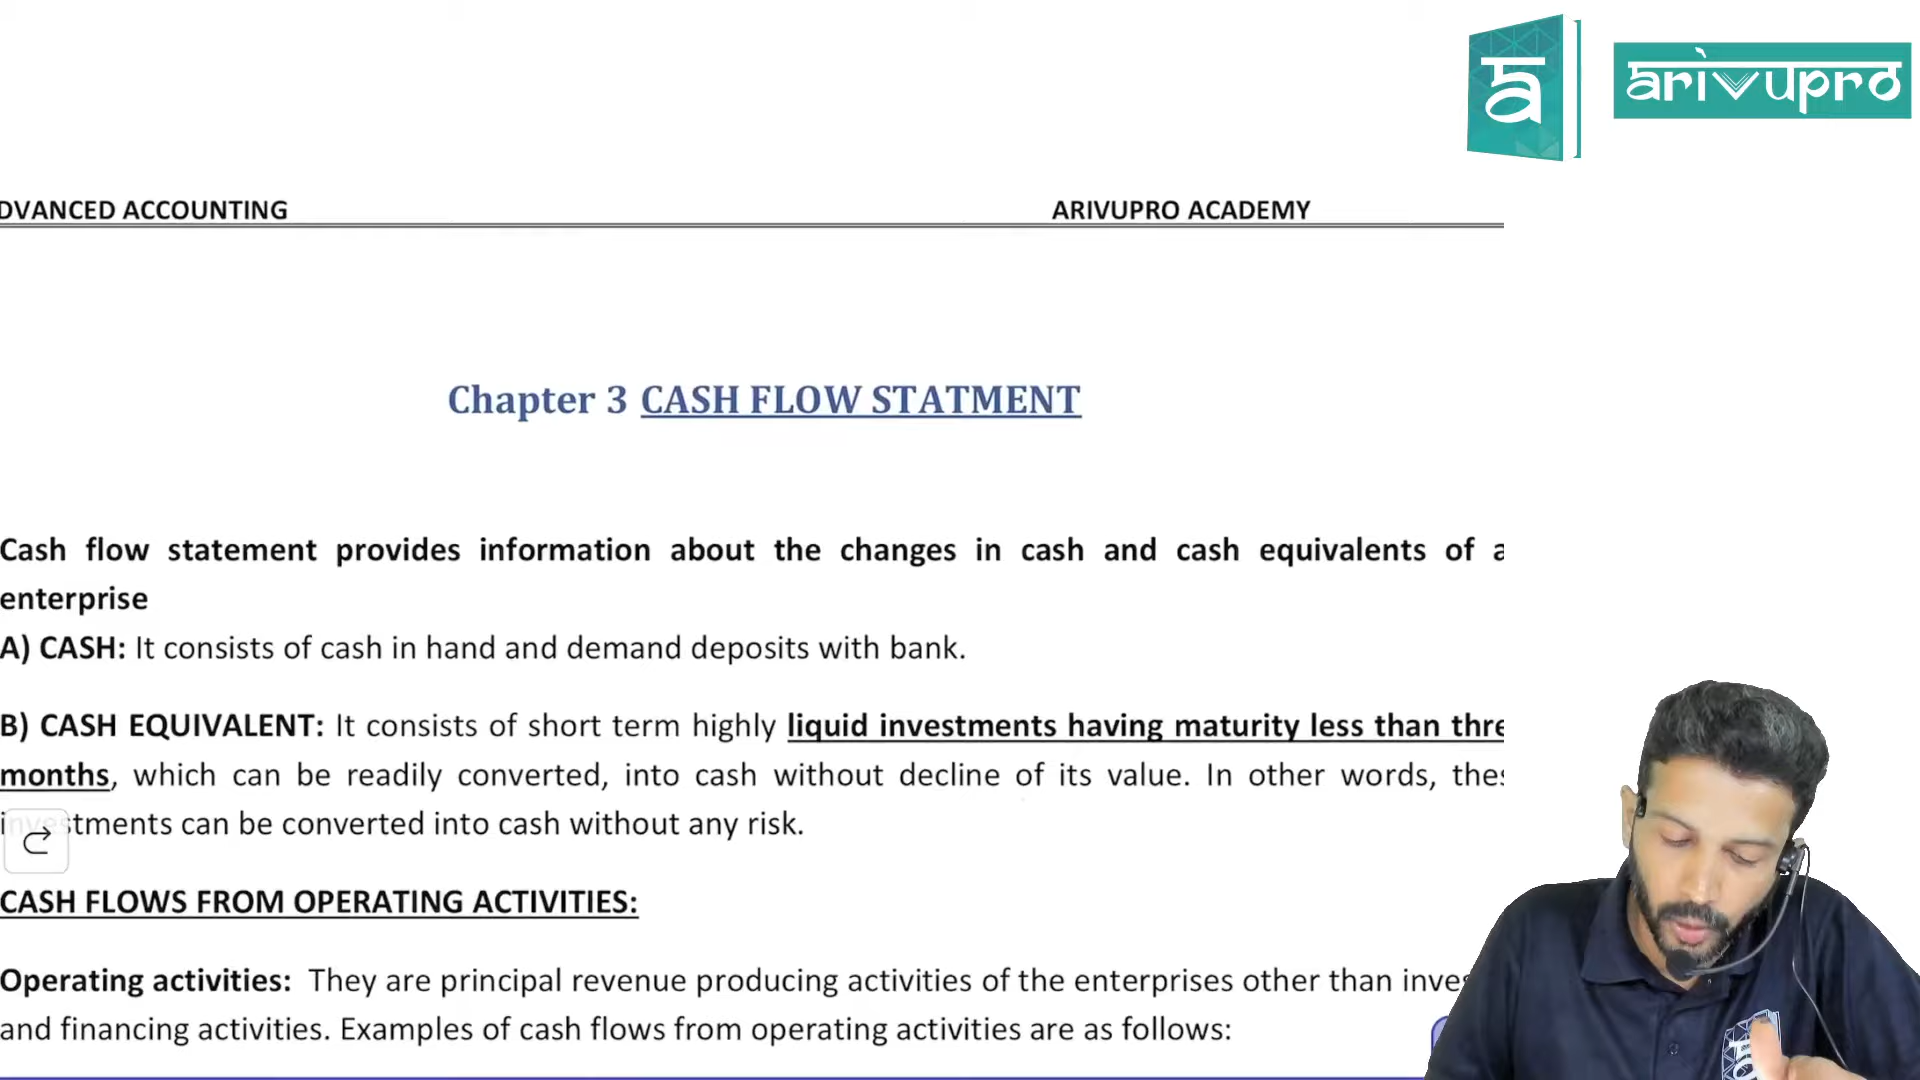 a arivupro
DVANCED ACCOUNTING ARIVUPRO ACADEMY
Chapter 3 CASH FLOW STATMENT
Cash flow statement provides information about the changes in cash and cash equivalents of a
enterprise
A) CASH: It consists of cash in hand and demand deposits with bank.
B) CASH EQUIVALENT: It consists of short term highly liquid investments having maturity less than thre
months, which can be readily converted, into cash without decline of its value. In other words, thes
investments can be converted into cash without any risk.
CASH FLOWS FROM OPERATING ACTIVITIES:
Operating activities: They are principal revenue producing activities of the enterprises other than inves
and financing activities. Examples of cash flows from operating activities are as follows: